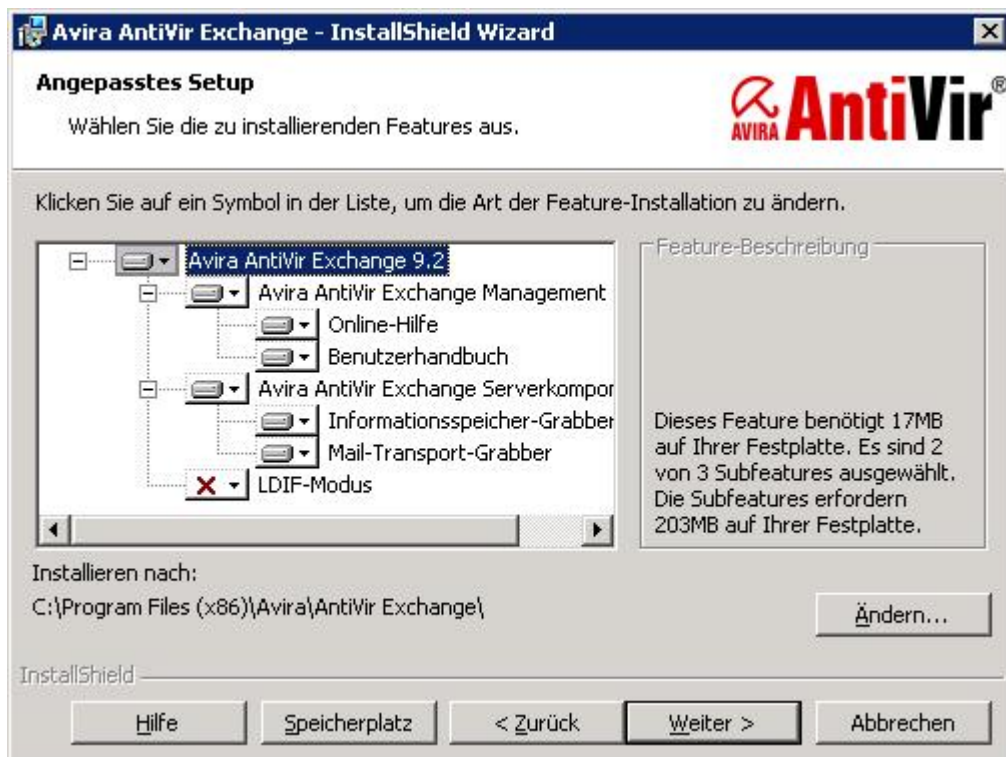 Avira AntiVir Exchange - InstallShield Wizard
Angepasstes Setup
Wählen Sie die zu installierenden Features aus.
AVIRA AntiVir®
Klicken Sie auf ein Symbol in der Liste, um die Art der Feature-Installation zu ändern.
Avira AntiVir Exchange 9.2
Avira AntiVir Exchange Management
Online-Hilfe
Benutzerhandbuch
Avira AntiVir Exchange Serverkompor
Informationsspeicher-Grabber
Mail-Transport-Grabber
LDIF-Modus
Feature-Beschreibung
Dieses Feature benötigt 17MB
auf Ihrer Festplatte. Es sind 2
von 3 Subfeatures ausgewählt.
Die Subfeatures erfordern
203MB auf Ihrer Festplatte.
Installieren nach:
C:\Program Files (x86)\Avira\AntiVir Exchange\
Ändern...
InstallShield
Hilfe
Speicherplatz
< Zurück
Weiter >
Abbrechen